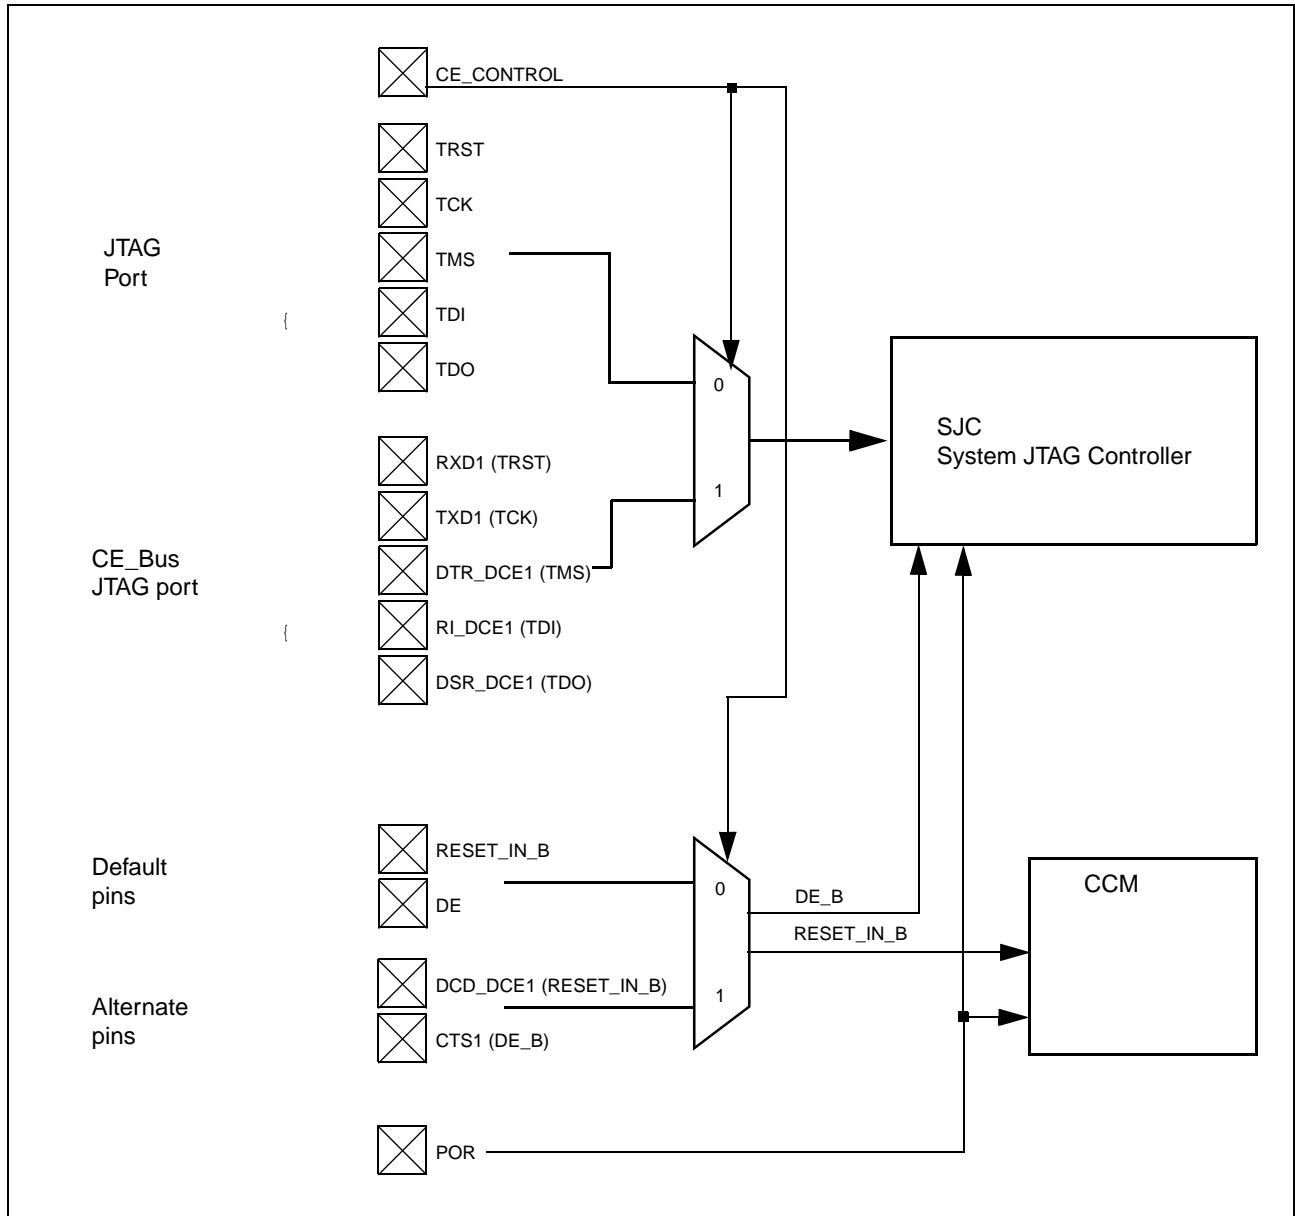 CE_CONTROL
TRST
TCK
JTAG
Port
TMS
TDI
{
TDO
0
SJC
System JTAG Controller
RXD1 (TRST)
1
TXD1 (TCK)
CE_Bus
JTAG port
DTR_DCE1 (TMS)
RI_DCE1 (TDI)
{
DSR_DCE1 (TDO)
Default
pins
RESET_IN_B
DE
0
DE_B
RESET_IN_B
CCM
Alternate
pins
DCD_DCE1 (RESET_IN_B)
1
CTS1 (DE_B)
POR